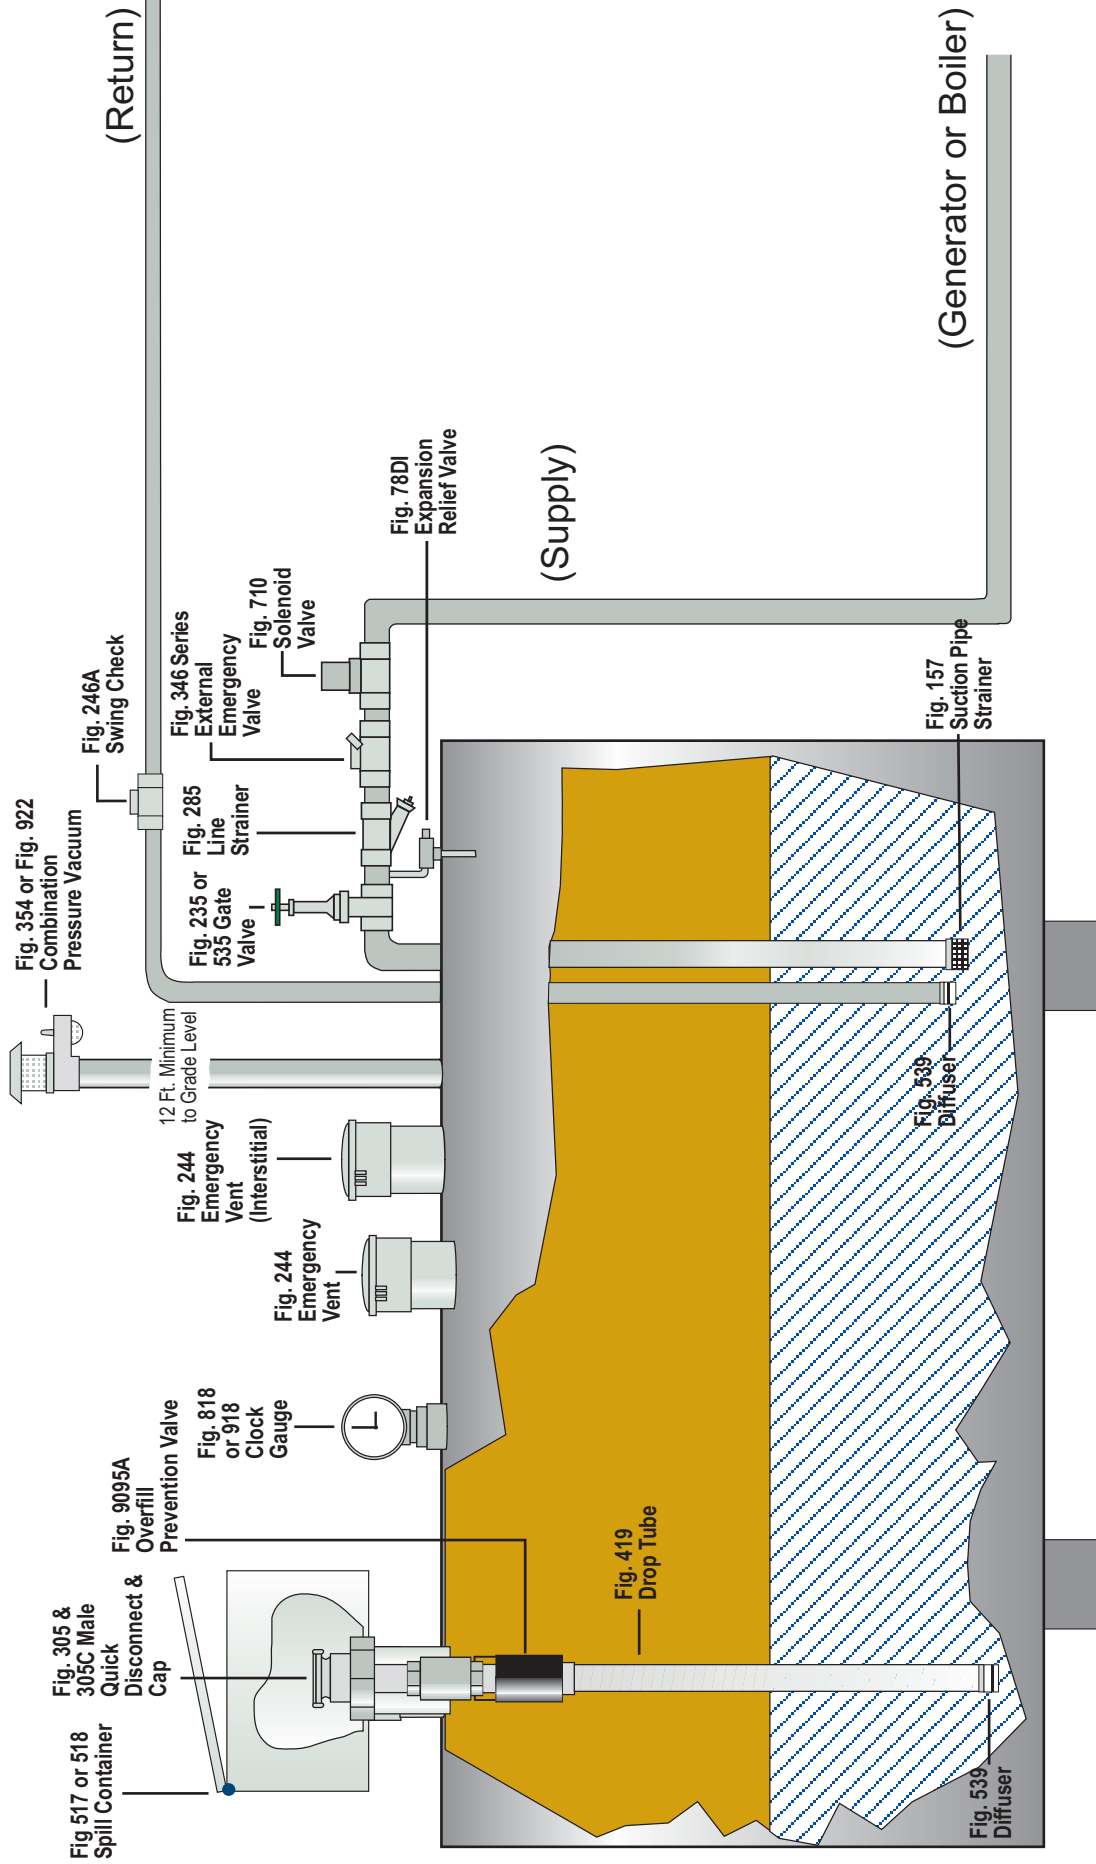 Fig 517 or 518
Spill Container
Fig. 305 &
305C Male
Quick
Disconnect &
Cap
Fig. 9095A
Overfill
Prevention Valve
Fig. 818
or 918
Clock
Gauge
Fig. 244
Emergency
Vent
Fig. 244
Emergency
Vent
(Interstitial)
12 Ft. Minimum
to Grade Level
Fig. 354 or Fig. 922
Combination
Pressure Vacuum
Fig. 246A
Swing Check
(Return)
Fig. 235 or
535 Gate
Valve
Fig. 285
Line
Strainer
Fig. 346 Series
External
Emergency
Valve
Fig. 710
Solenoid
Valve
Fig. 78DI
Expansion
Relief Valve
(Supply)
(Generator or Boiler)
Fig. 419
Drop Tube
Fig. 539
Diffuser
Fig. 539
Diffuser
Fig. 157
Suction Pipe
Strainer